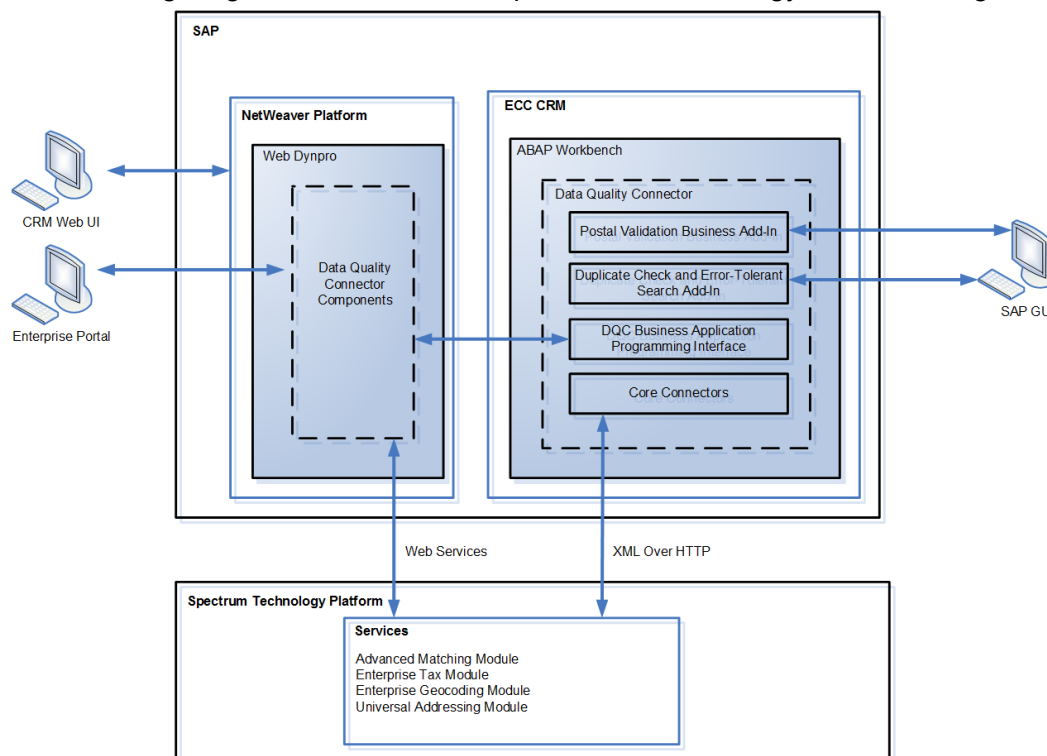 SAP
NetWeaver Platform
Web Dynpro
Data Quality
Connector
Components
ECC CRM
ABAP Workbench
Data Quality Connector
Postal Validation Business Add-In
Duplicate Check and Error-Tolerant
Search Add-In
DQC Business Application
Programming Interface
Core Connectors
CRM Web UI
Enterprise Portal
SAP GU
Web Services
XML Over HTTP
Spectrum Technology Platform
Services
Advanced Matching Module
Enterprise Tax Module
Enterprise Geocoding Module
Universal Addressing Module